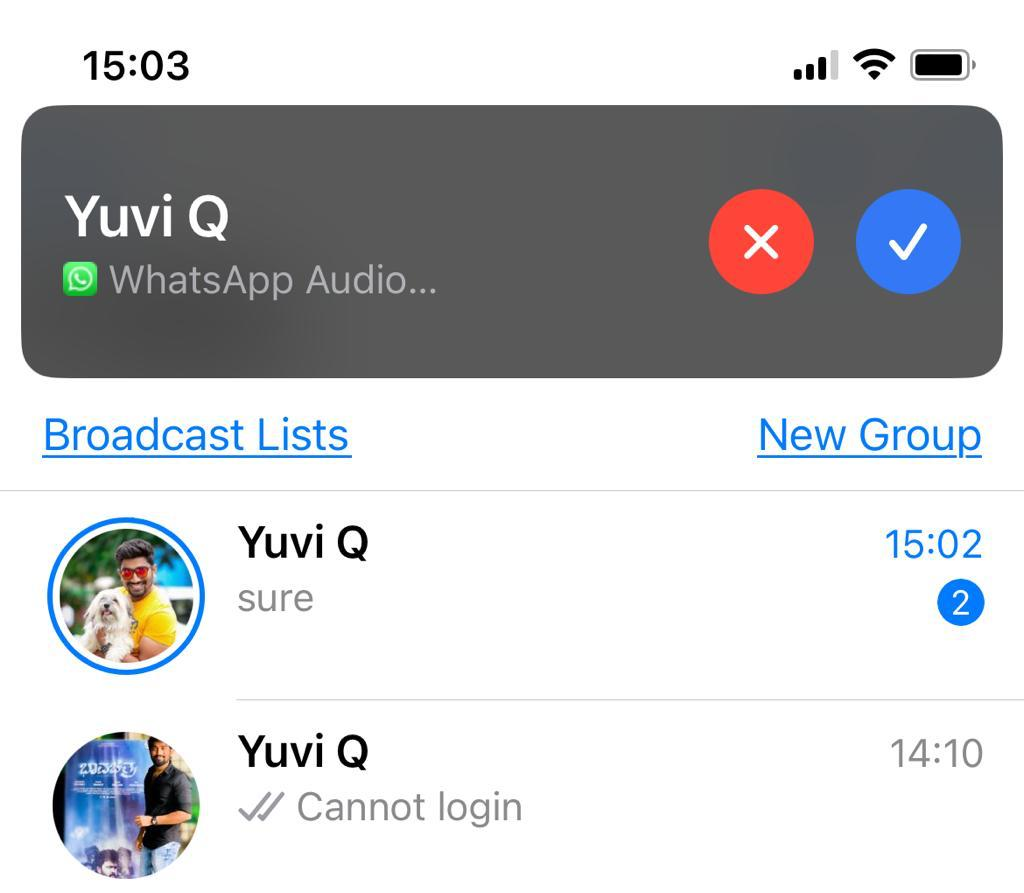 15:03
Yuvi Q
WhatsApp Audio...
Broadcast Lists New Group
Yuvi Q 15:02
sure 2
Yuvi Q 14:10
Cannot login
ಭಾವಚಿತ್ರ